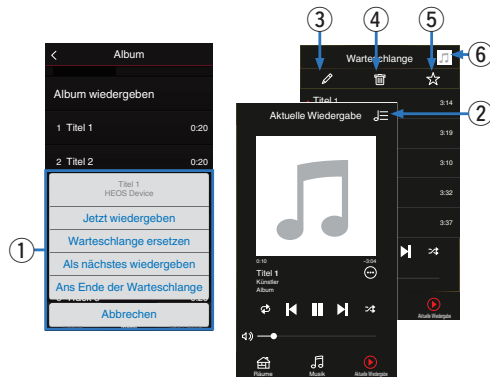 3
4
5
Album
Warteschlange
6
Album wiedergeben
1 Titel 1 0:20
2 Titel 2 0:20
Titel 1
HEOS Device
Jetzt wiedergeben
Warteschlange ersetzen
Als nächstes wiedergeben
Ans Ende der Warteschlange
Abbrechen
1
Titel 1 3:14
3:19
3:10
3:32
3:37
Aktuelle Wiedergabe
2
Aktuelle Wiedergabe
0:10 -3:04
Titel 1
Künstler
Album
Räume Musik Aktuelle Wiedergabe